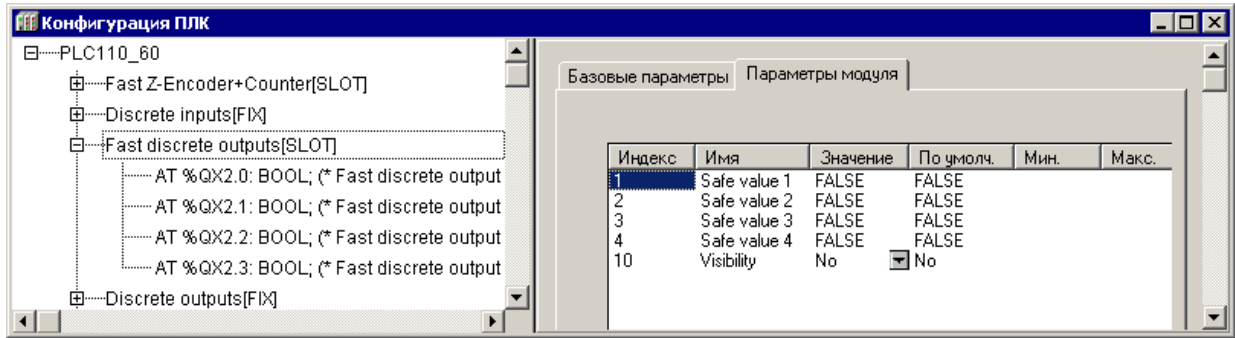 Конфигурация ПЛК
PLC110_60
Fast Z-Encoder+Counter[SLOT]
Discrete inputs[FIX]
Fast discrete outputs[SLOT]
AT %QX2.0: BOOL; (* Fast discrete output
AT %QX2.1: BOOL; (* Fast discrete output
AT %QX2.2: BOOL; (* Fast discrete output
AT %QX2.3: BOOL; (* Fast discrete output
Discrete outputs[FIX]
Базовые параметры Параметры модуля
Индекс Имя Значение По умолч. Мин. Макс.
1 Safe value 1 FALSE FALSE
2 Safe value 2 FALSE FALSE
3 Safe value 3 FALSE FALSE
4 Safe value 4 FALSE FALSE
10 Visibility No No